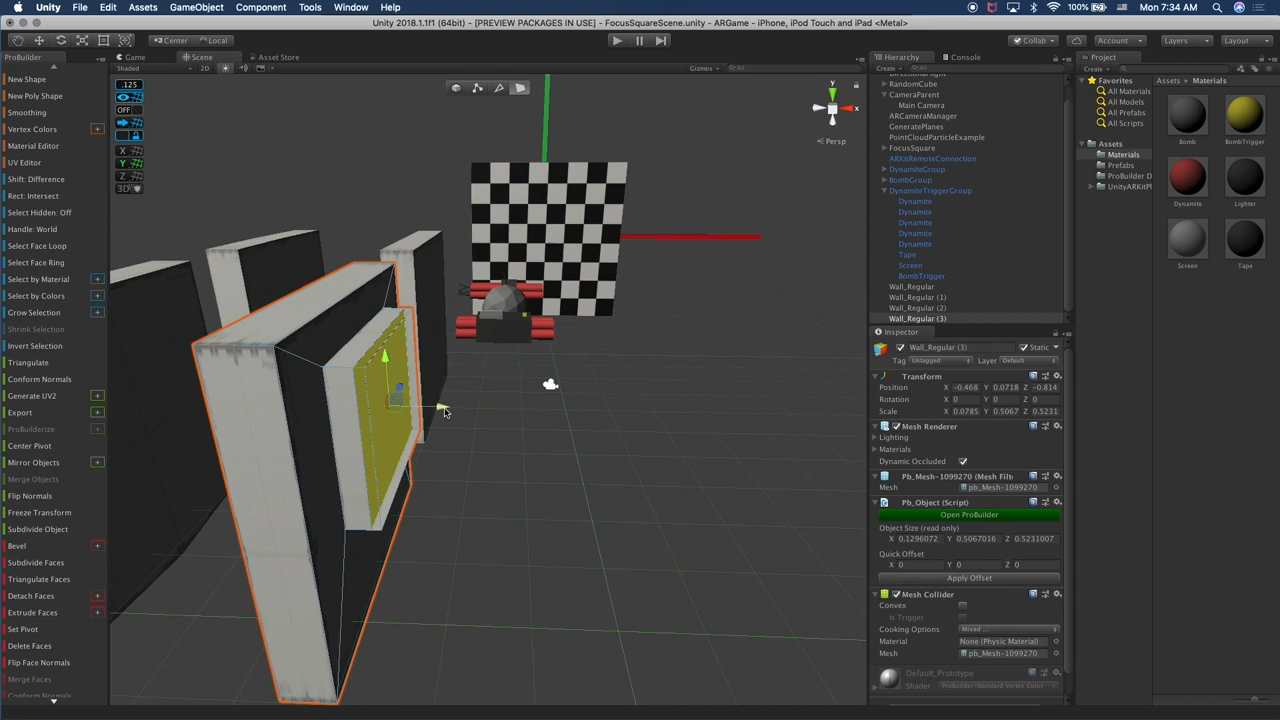 Unity File Edit Assets GameObject Component Tools Window Help 100% Mon 7:34 AM
Unity 2018.1.1f1 (64bit) - [PREVIEW PACKAGES IN USE] - FocusSquareScene.unity - ARGame - iPhone, iPod Touch and iPad <Metal>
Center Local Collab Account Layers Layout
ProBuilder
New Shape
New Poly Shape
Smoothing
Vertex Colors +
Material Editor
UV Editor
Shift: Difference
Rect: Intersect
Select Hidden: Off
Handle: World
Select Face Loop
Select Face Ring
Select by Material +
Select by Colors +
Grow Selection +
Shrink Selection
Invert Selection
Triangulate
Conform Normals
Generate UV2 +
Export +
ProBuilderize +
Center Pivot
Mirror Objects +
Merge Objects
Flip Normals
Freeze Transform
Subdivide Object
Bevel +
Subdivide Faces
Triangulate Faces
Detach Faces +
Extrude Faces +
Set Pivot
Delete Faces
Flip Face Normals
Merge Faces
Conform Normals
Game Scene Asset Store
Shaded 2D Gizmos All
.125
OFF
X
Y
Z
3D
y
x
Persp
Hierarchy Console
Create All
DirectionalLight
RandomCube
CameraParent
Main Camera
ARCameraManager
GeneratePlanes
PointCloudParticleExample
FocusSquare
ARKitRemoteConnection
DynamiteGroup
BombGroup
DynamiteTriggerGroup
Dynamite
Dynamite
Dynamite
Dynamite
Dynamite
Tape
Screen
BombTrigger
Wall_Regular
Wall_Regular (1)
Wall_Regular (2)
Wall_Regular (3)
Inspector
Wall_Regular (3) Static
Tag Untagged Layer Default
Transform
Position X -0.468 Y 0.0718 Z -0.814
Rotation X 0 Y 0 Z 0
Scale X 0.0785 Y 0.5067 Z 0.5231
Mesh Renderer
Lighting
Materials
Dynamic Occluded
Pb_Mesh-1099270 (Mesh Filt
Mesh pb_Mesh-1099270
Pb_Object (Script)
Open ProBuilder
Object Size (read only)
X 0.1296072 Y 0.5067016 Z 0.5231007
Quick Offset
X 0 Y 0 Z 0
Apply Offset
Mesh Collider
Convex
Is Trigger
Cooking Options Mixed ...
Material None (Physic Material)
Mesh pb_Mesh-1099270
Default_Prototype
Shader ProBuilder/Standard Vertex Color
Project
Create
Favorites
All Materials
All Models
All Prefabs
All Scripts
Assets
Materials
Prefabs
ProBuilder D
UnityARKitPl
Assets Materials
Bomb BombTrigger
Dynamite Lighter
Screen Tape